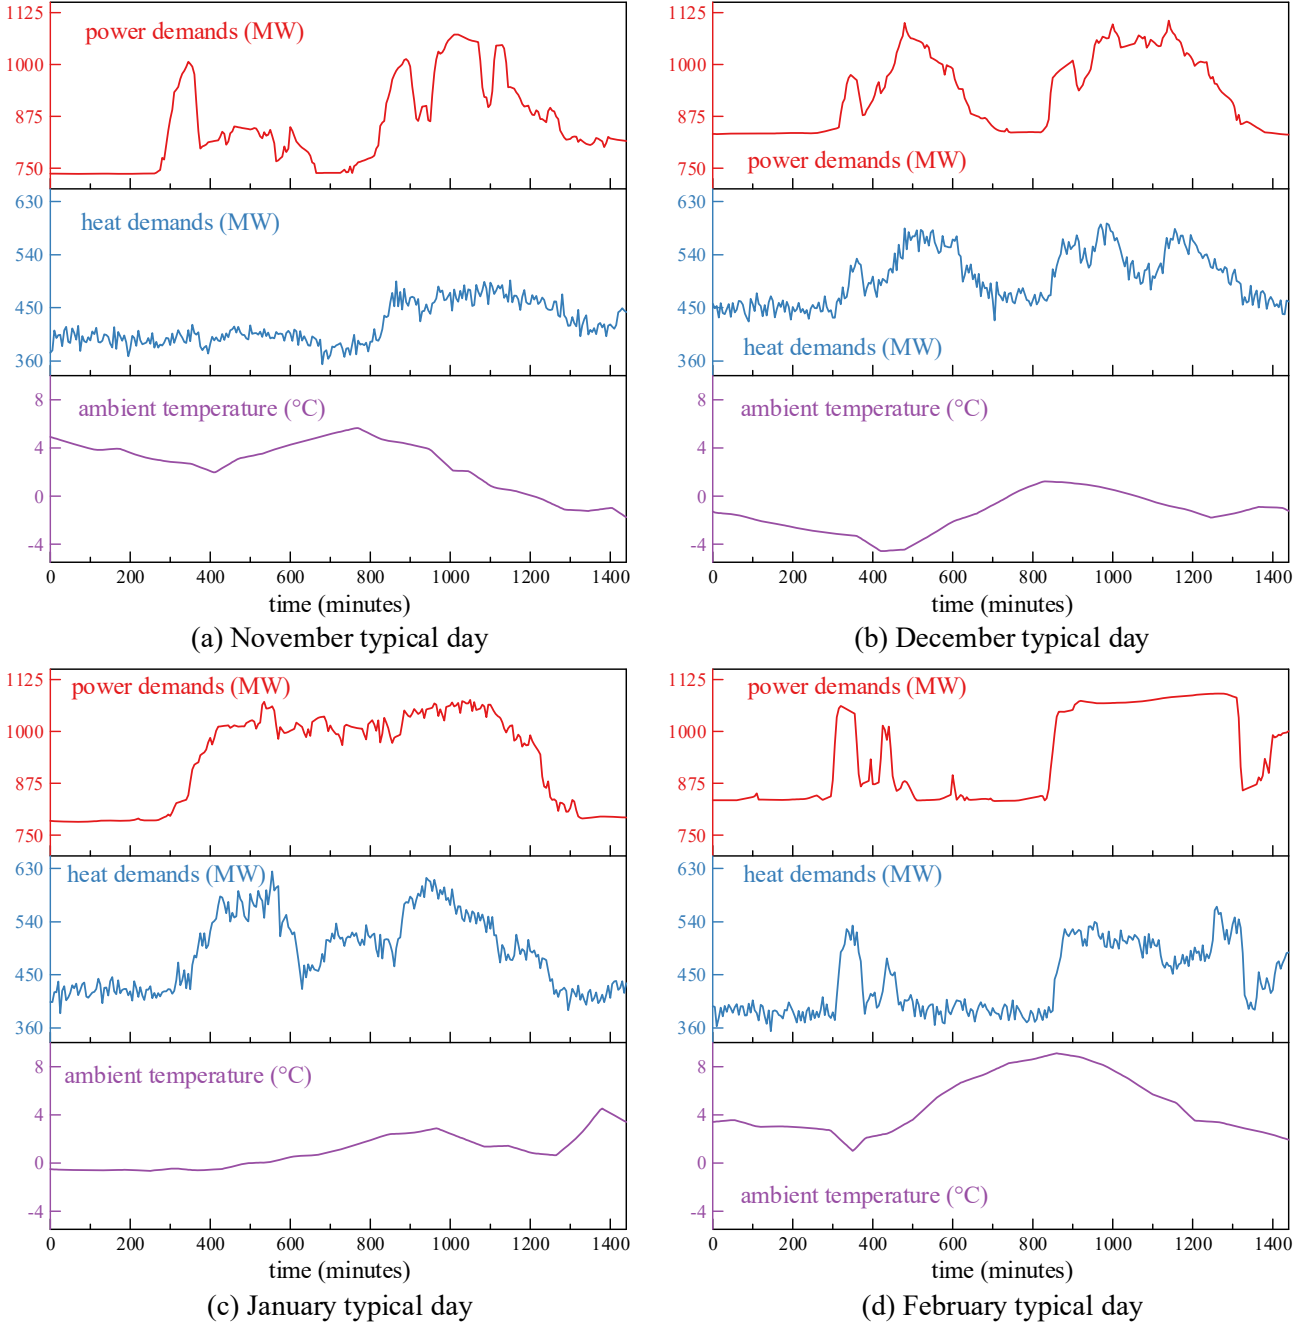 1125
power demands (MW)
1000
875
750
630
heat demands (MW)
540
450
360
8
ambient temperature (°C)
4
0
-4
0 200 400 600 800 1000 1200 1400
time (minutes)
(a) November typical day
1125
1000
875
power demands (MW)
750
630
540
450
heat demands (MW)
360
8
ambient temperature (°C)
4
0
-4
0 200 400 600 800 1000 1200 1400
time (minutes)
(b) December typical day
1125
power demands (MW)
1000
875
750
630
heat demands (MW)
540
450
360
8
ambient temperature (°C)
4
0
-4
0 200 400 600 800 1000 1200 1400
time (minutes)
(c) January typical day
1125
power demands (MW)
1000
875
750
630
heat demands (MW)
540
450
360
8
4
0
ambient temperature (°C)
-4
0 200 400 600 800 1000 1200 1400
time (minutes)
(d) February typical day